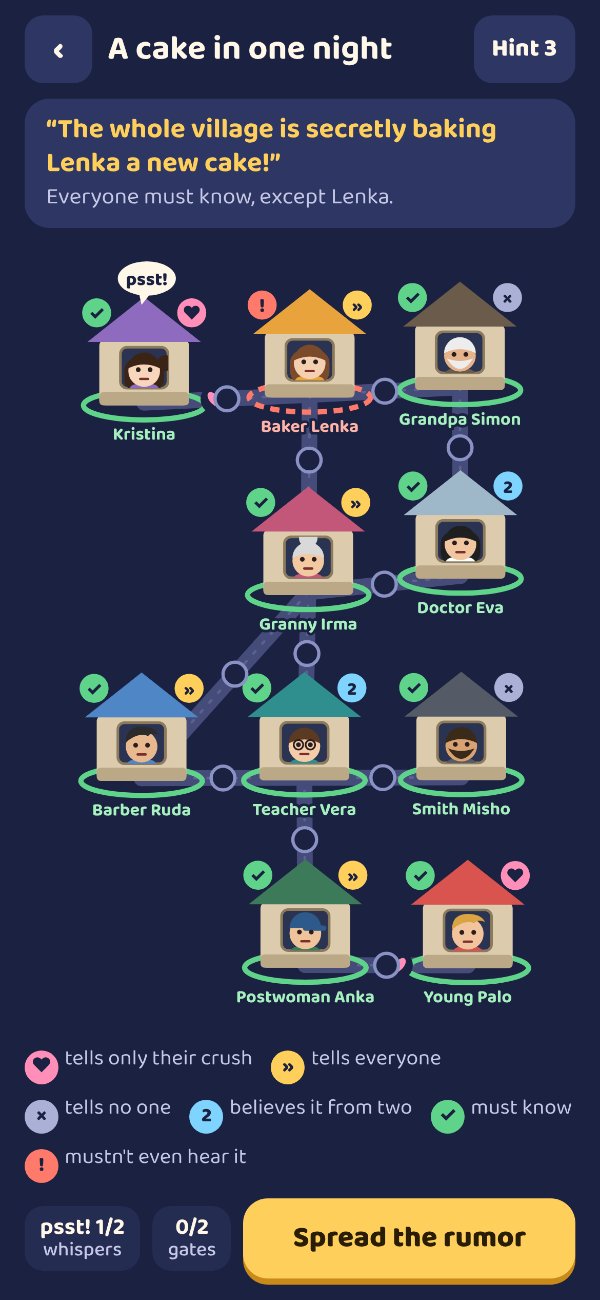 ‹
A cake in one night
Hint 3
“The whole village is secretly baking
Lenka a new cake!”
Everyone must know, except Lenka.
psst!
! »
×
Kristina
Baker Lenka
Grandpa Simon
» 2
Granny Irma
Doctor Eva
» 2 ×
Barber Ruda
Teacher Vera
Smith Misho
»
Postwoman Anka
Young Palo
tells only their crush
» tells everyone
× tells no one
2 believes it from two
must know
! mustn't even hear it
psst! 1/2
whispers
0/2
gates
Spread the rumor